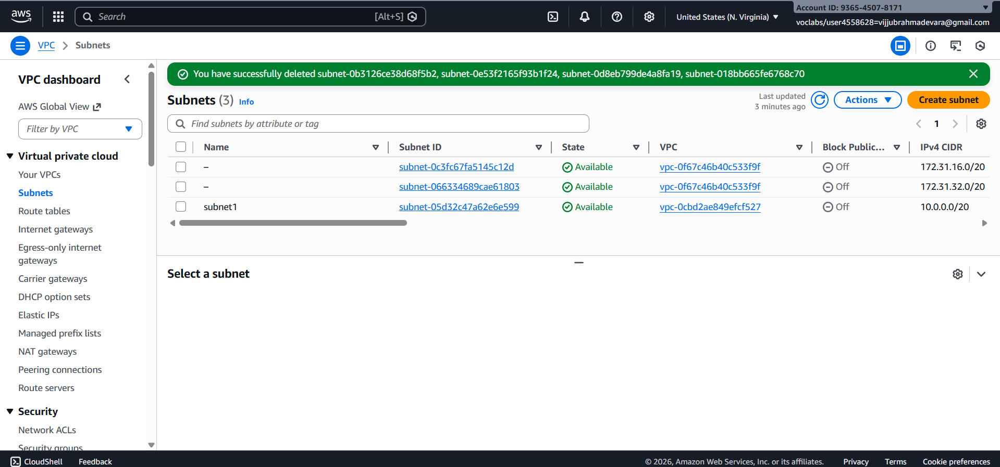 aws
Search
[Alt+S]
United States (N. Virginia)
Account ID: 9365-4507-8171
voclabs/user4558628=vijjubrahmadevara@gmail.com
VPC
Subnets
VPC dashboard
AWS Global View
Filter by VPC
Virtual private cloud
Your VPCs
Subnets
Route tables
Internet gateways
Egress-only internet
gateways
Carrier gateways
DHCP option sets
Elastic IPs
Managed prefix lists
NAT gateways
Peering connections
Route servers
Security
Network ACLs
Security groups
You have successfully deleted subnet-0b3126ce38d68f5b2, subnet-0e53f2165f93b1f24, subnet-0d8eb799de4a8fa19, subnet-018bb665fe6768c70
Subnets (3) Info
Last updated
3 minutes ago
Actions
Create subnet
Find subnets by attribute or tag
1
Name Subnet ID State VPC Block Public... IPv4 CIDR
– subnet-0c3fc67fa5145c12d Available vpc-0f67c46b40c533f9f Off 172.31.16.0/20
– subnet-066334689cae61803 Available vpc-0f67c46b40c533f9f Off 172.31.32.0/20
subnet1 subnet-05d32c47a62e6e599 Available vpc-0cbd2ae849efcf527 Off 10.0.0.0/20
Select a subnet
CloudShell Feedback © 2026, Amazon Web Services, Inc. or its affiliates. Privacy Terms Cookie preferences